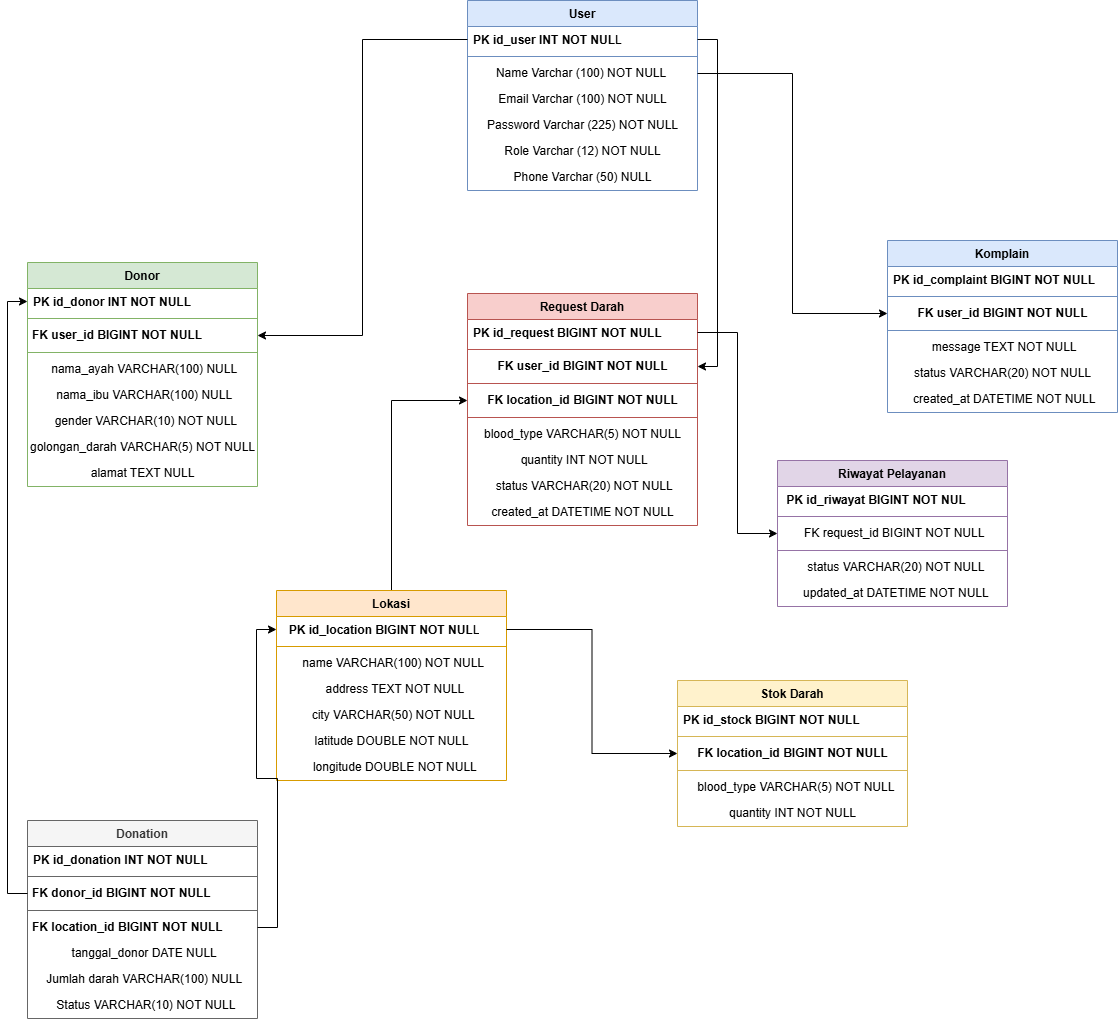 User
PK id_user INT NOT NULL
Name Varchar (100) NOT NULL
Email Varchar (100) NOT NULL
Password Varchar (225) NOT NULL
Role Varchar (12) NOT NULL
Phone Varchar (50) NULL
Donor
PK id_donor INT NOT NULL
FK user_id BIGINT NOT NULL
nama_ayah VARCHAR(100) NULL
nama_ibu VARCHAR(100) NULL
gender VARCHAR(10) NOT NULL
golongan_darah VARCHAR(5) NOT NULL
alamat TEXT NULL
Request Darah
PK id_request BIGINT NOT NULL
FK user_id BIGINT NOT NULL
FK location_id BIGINT NOT NULL
blood_type VARCHAR(5) NOT NULL
quantity INT NOT NULL
status VARCHAR(20) NOT NULL
created_at DATETIME NOT NULL
Komplain
PK id_complaint BIGINT NOT NULL
FK user_id BIGINT NOT NULL
message TEXT NOT NULL
status VARCHAR(20) NOT NULL
created_at DATETIME NOT NULL
Riwayat Pelayanan
PK id_riwayat BIGINT NOT NUL
FK request_id BIGINT NOT NULL
status VARCHAR(20) NOT NULL
updated_at DATETIME NOT NULL
Lokasi
PK id_location BIGINT NOT NULL
name VARCHAR(100) NOT NULL
address TEXT NOT NULL
city VARCHAR(50) NOT NULL
latitude DOUBLE NOT NULL
longitude DOUBLE NOT NULL
Stok Darah
PK id_stock BIGINT NOT NULL
FK location_id BIGINT NOT NULL
blood_type VARCHAR(5) NOT NULL
quantity INT NOT NULL
Donation
PK id_donation INT NOT NULL
FK donor_id BIGINT NOT NULL
FK location_id BIGINT NOT NULL
tanggal_donor DATE NULL
Jumlah darah VARCHAR(100) NULL
Status VARCHAR(10) NOT NULL